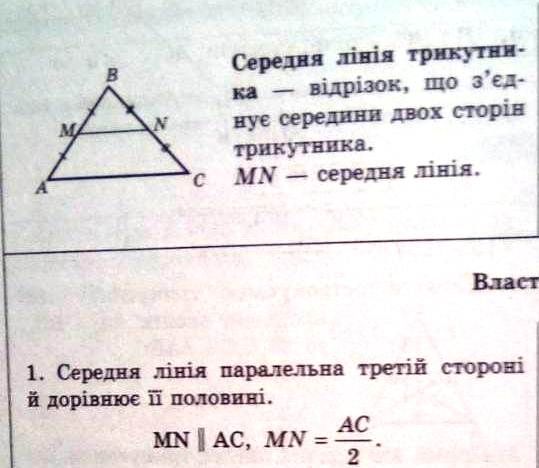 B
M
N
A
C
Середня лінія трикутни-
ка — відрізок, що з’єд-
нує середини двох сторін
трикутника.
MN — середня лінія.
Власт
1. Середня лінія паралельна третій стороні
й дорівнює її половині.
MN ∥ AC, MN = AC/2.